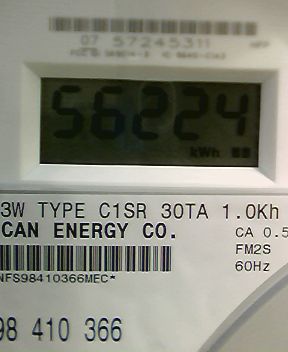 07 57245311
56224
kWh
3W TYPE C1SR 30TA 1.0Kh
CAN ENERGY CO.
CA 0.5
FM2S
60Hz
NFS98410366MEC*
98 410 366